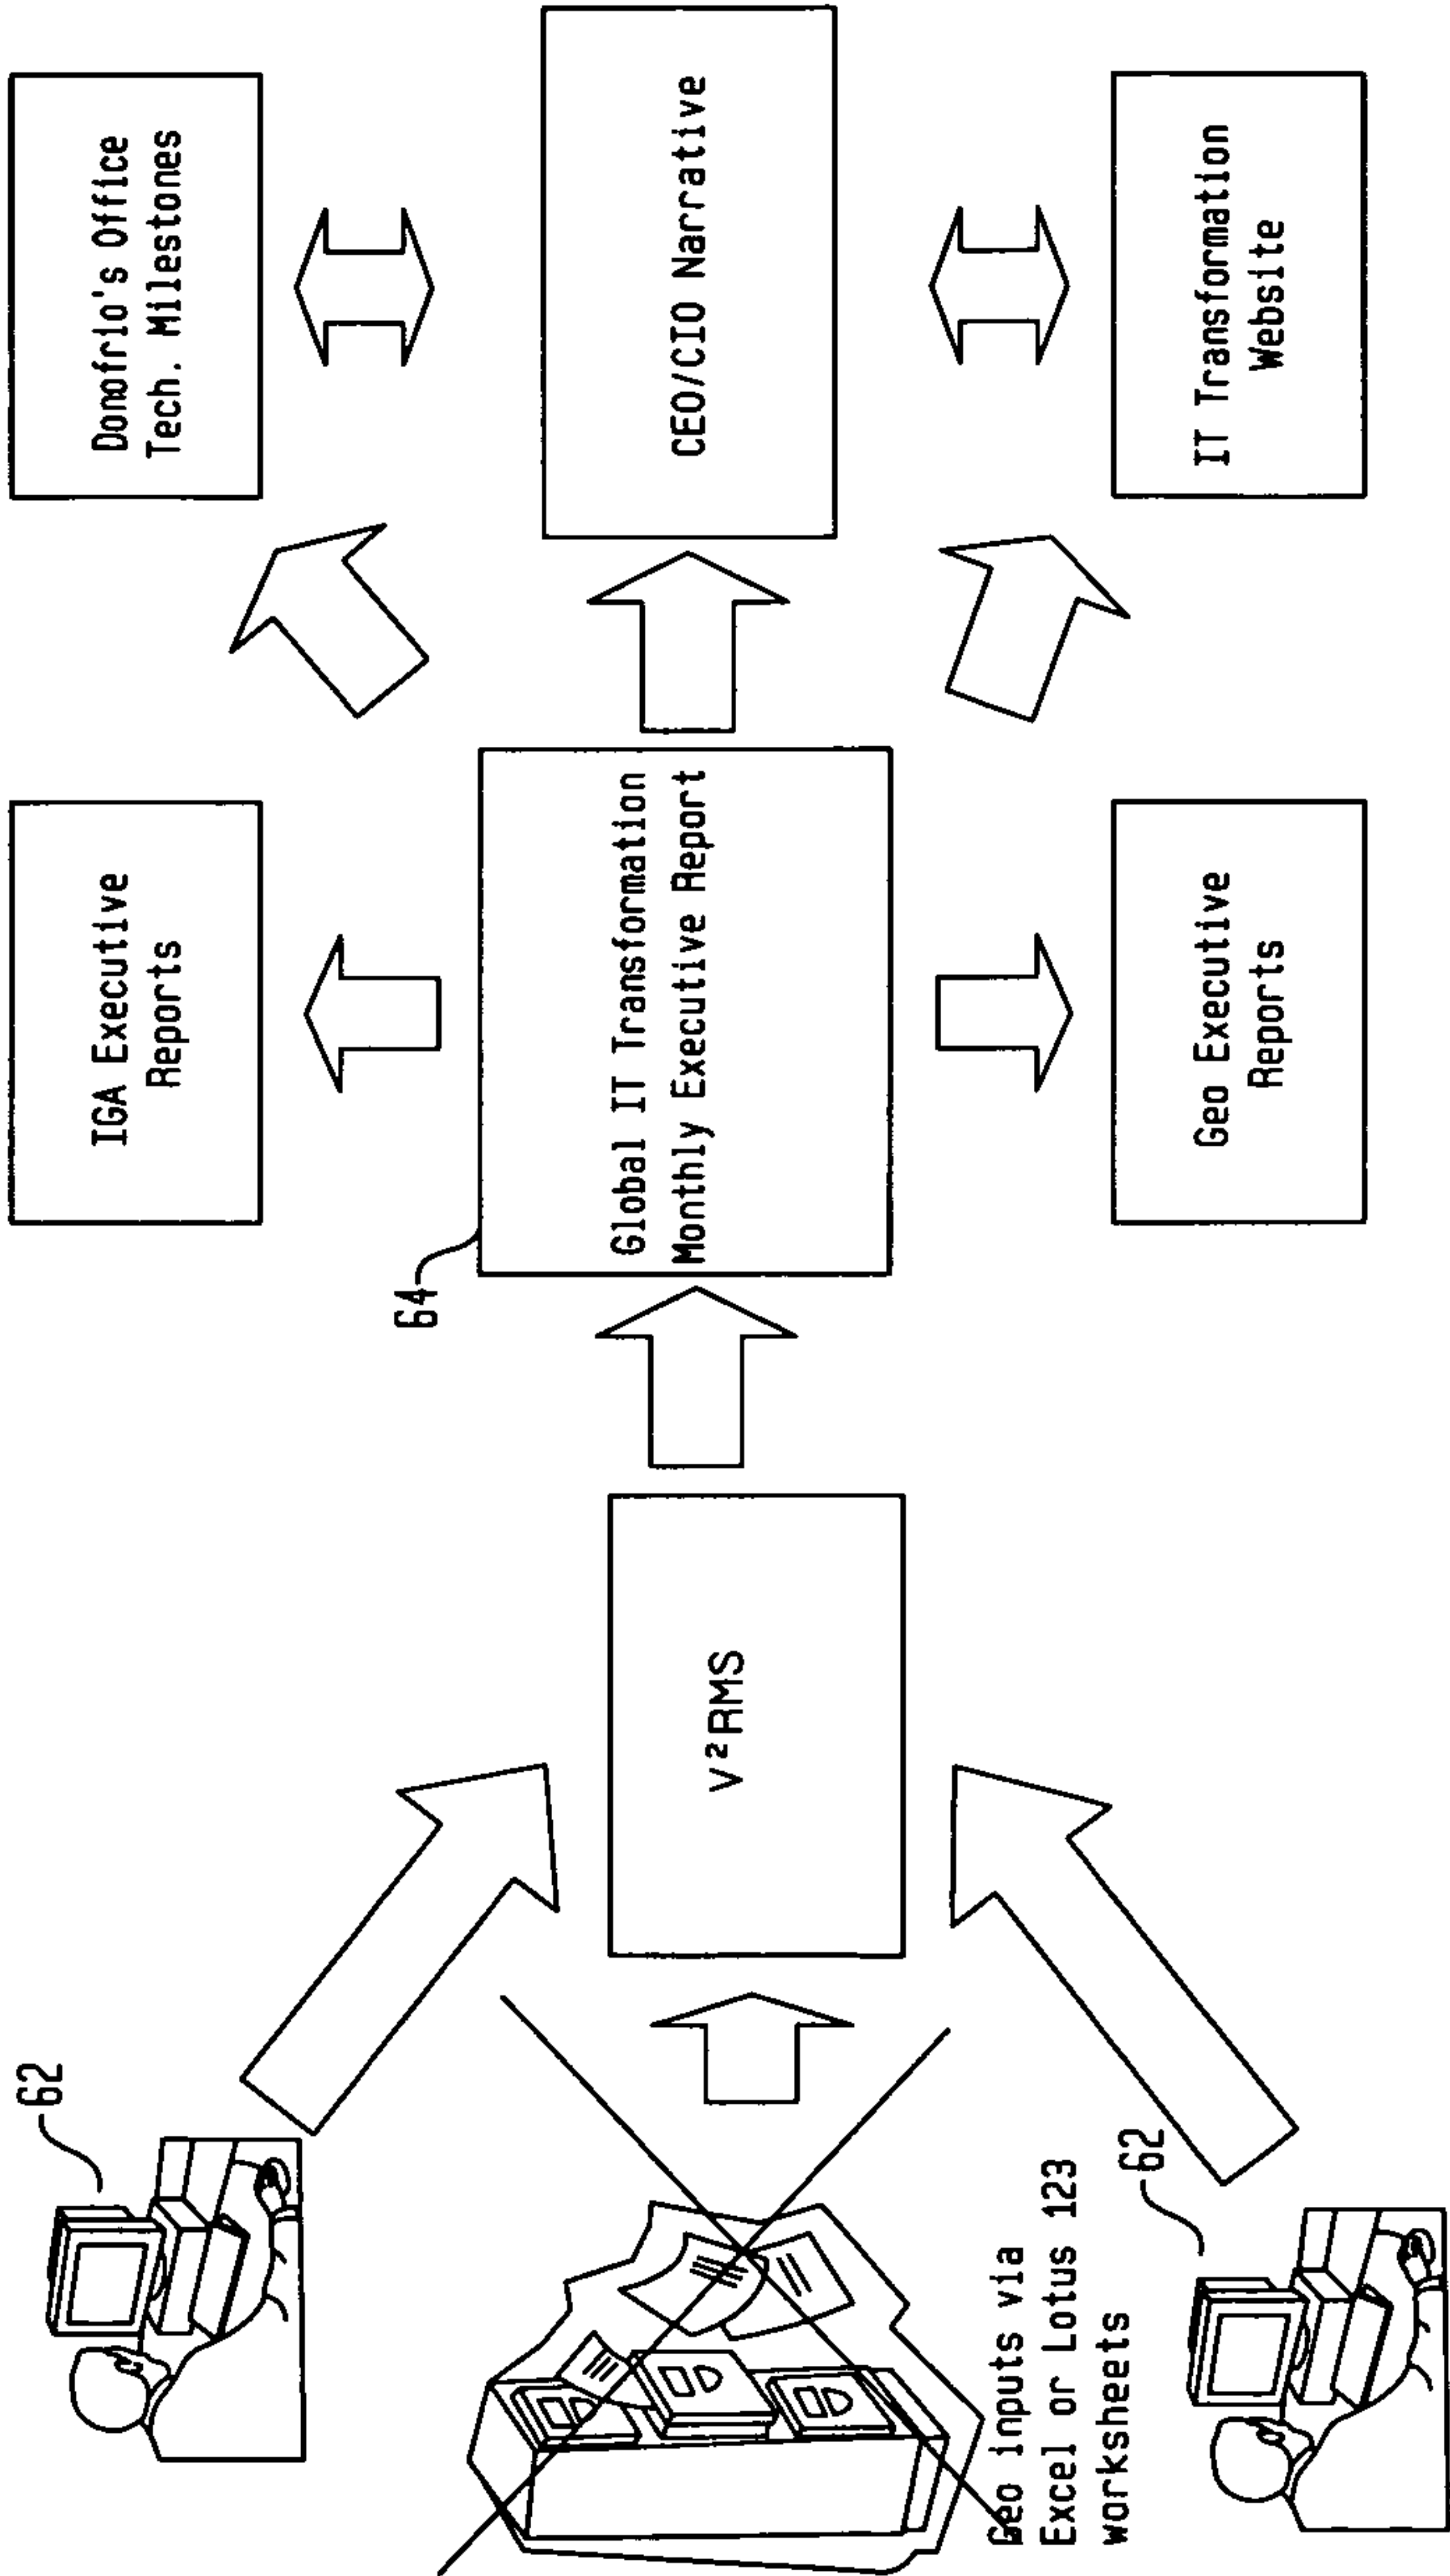 62
Geo inputs via
Excel or Lotus 123
worksheets
62
V²RMS
64
Global IT Transformation
Monthly Executive Report
IGA Executive
Reports
Geo Executive
Reports
Donofrio's Office
Tech. Milestones
CEO/CIO Narrative
IT Transformation
Website